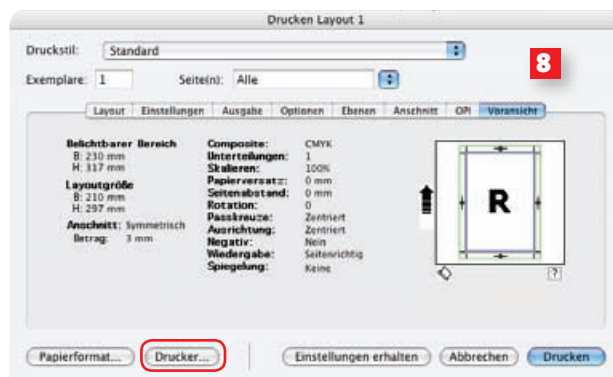 Drucken Layout 1
Druckstil: Standard
8
Exemplare: 1 Seite(n): Alle
Layout Einstellungen Ausgabe Optionen Ebenen Anschnitt OPI Voransicht
Belichtbarer Bereich
B: 230 mm
H: 317 mm
Layoutgröße
B: 210 mm
H: 297 mm
Anschnitt: Symmetrisch
Betrag: 3 mm
Composite: CMYK
Unterteilungen: 1
Skalieren: 100%
Papierversatz: 0 mm
Seitenabstand: 0 mm
Rotation: 0
Passkreuze: Zentriert
Ausrichtung: Zentriert
Negativ: Nein
Wiedergabe: Seitenrichtig
Spiegelung: Keine
R
?
Papierformat... Drucker... Einstellungen erhalten Abbrechen Drucken